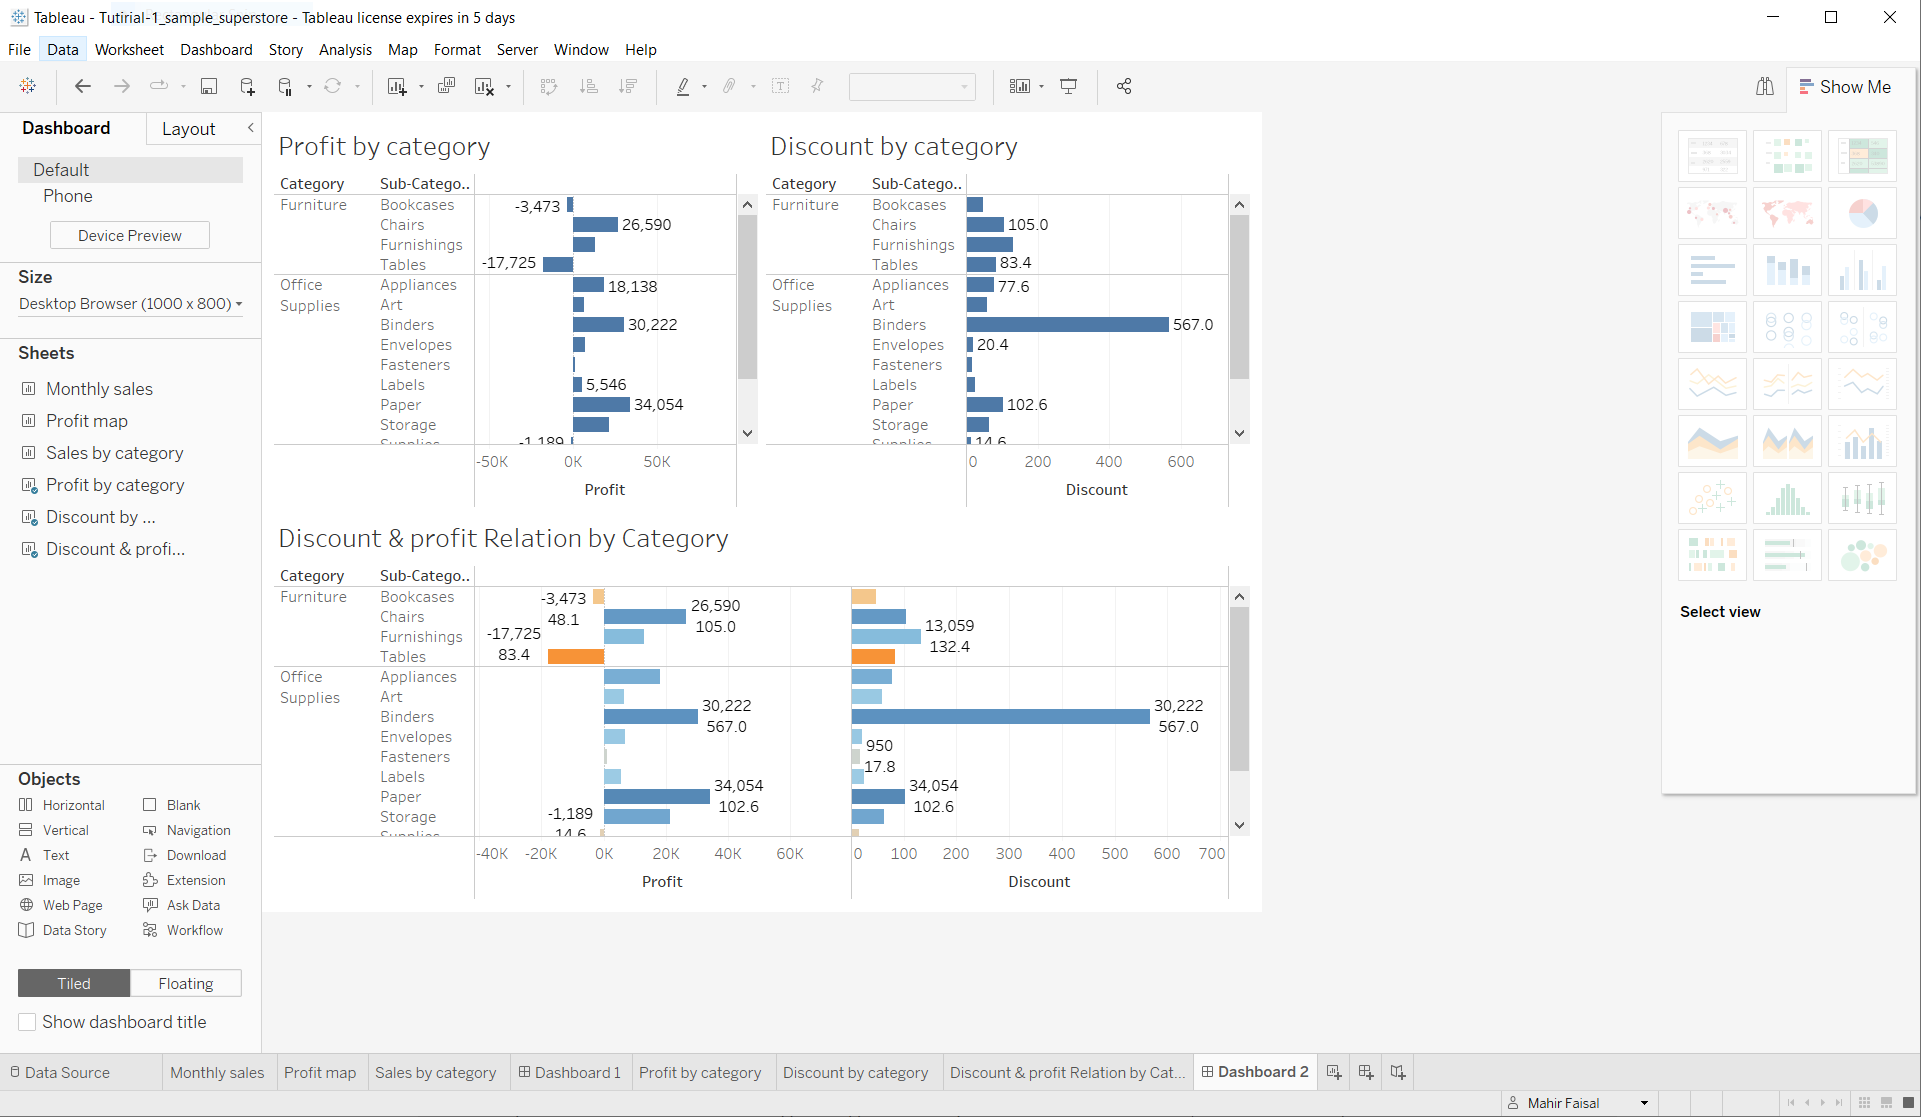 Tableau - Tutirial-1_sample_superstore - Tableau license expires in 5 days
File Data Worksheet Dashboard Story Analysis Map Format Server Window Help
Show Me
Dashboard Layout
Default
Phone
Device Preview
Size
Desktop Browser (1000 x 800)
Sheets
Monthly sales
Profit map
Sales by category
Profit by category
Discount by ...
Discount & profi...
Objects
Horizontal Blank
Vertical Navigation
Text Download
Image Extension
Web Page Ask Data
Data Story Workflow
Tiled Floating
Show dashboard title
Profit by category
Category Sub-Catego..
Furniture Bookcases -3,473
Chairs 26,590
Furnishings
Tables -17,725
Office Supplies Appliances 18,138
Art
Binders 30,222
Envelopes
Fasteners
Labels 5,546
Paper 34,054
Storage
Supplies -1,189
-50K 0K 50K
Profit
Discount by category
Category Sub-Catego..
Furniture Bookcases
Chairs 105.0
Furnishings
Tables 83.4
Office Supplies Appliances 77.6
Art
Binders 567.0
Envelopes 20.4
Fasteners
Labels
Paper 102.6
Storage
Supplies 14.6
0 200 400 600
Discount
Discount & profit Relation by Category
Category Sub-Catego..
Furniture Bookcases -3,473 48.1
Chairs 26,590 105.0
Furnishings 13,059 132.4
Tables -17,725 83.4
Office Supplies Appliances
Art
Binders 30,222 567.0 30,222 567.0
Envelopes
Fasteners 950 17.8
Labels
Paper 34,054 102.6 34,054 102.6
Storage
Supplies -1,189 14.6
-40K -20K 0K 20K 40K 60K 0 100 200 300 400 500 600 700
Profit Discount
Select view
Data Source Monthly sales Profit map Sales by category Dashboard 1 Profit by category Discount by category Discount & profit Relation by Cat... Dashboard 2
Mahir Faisal